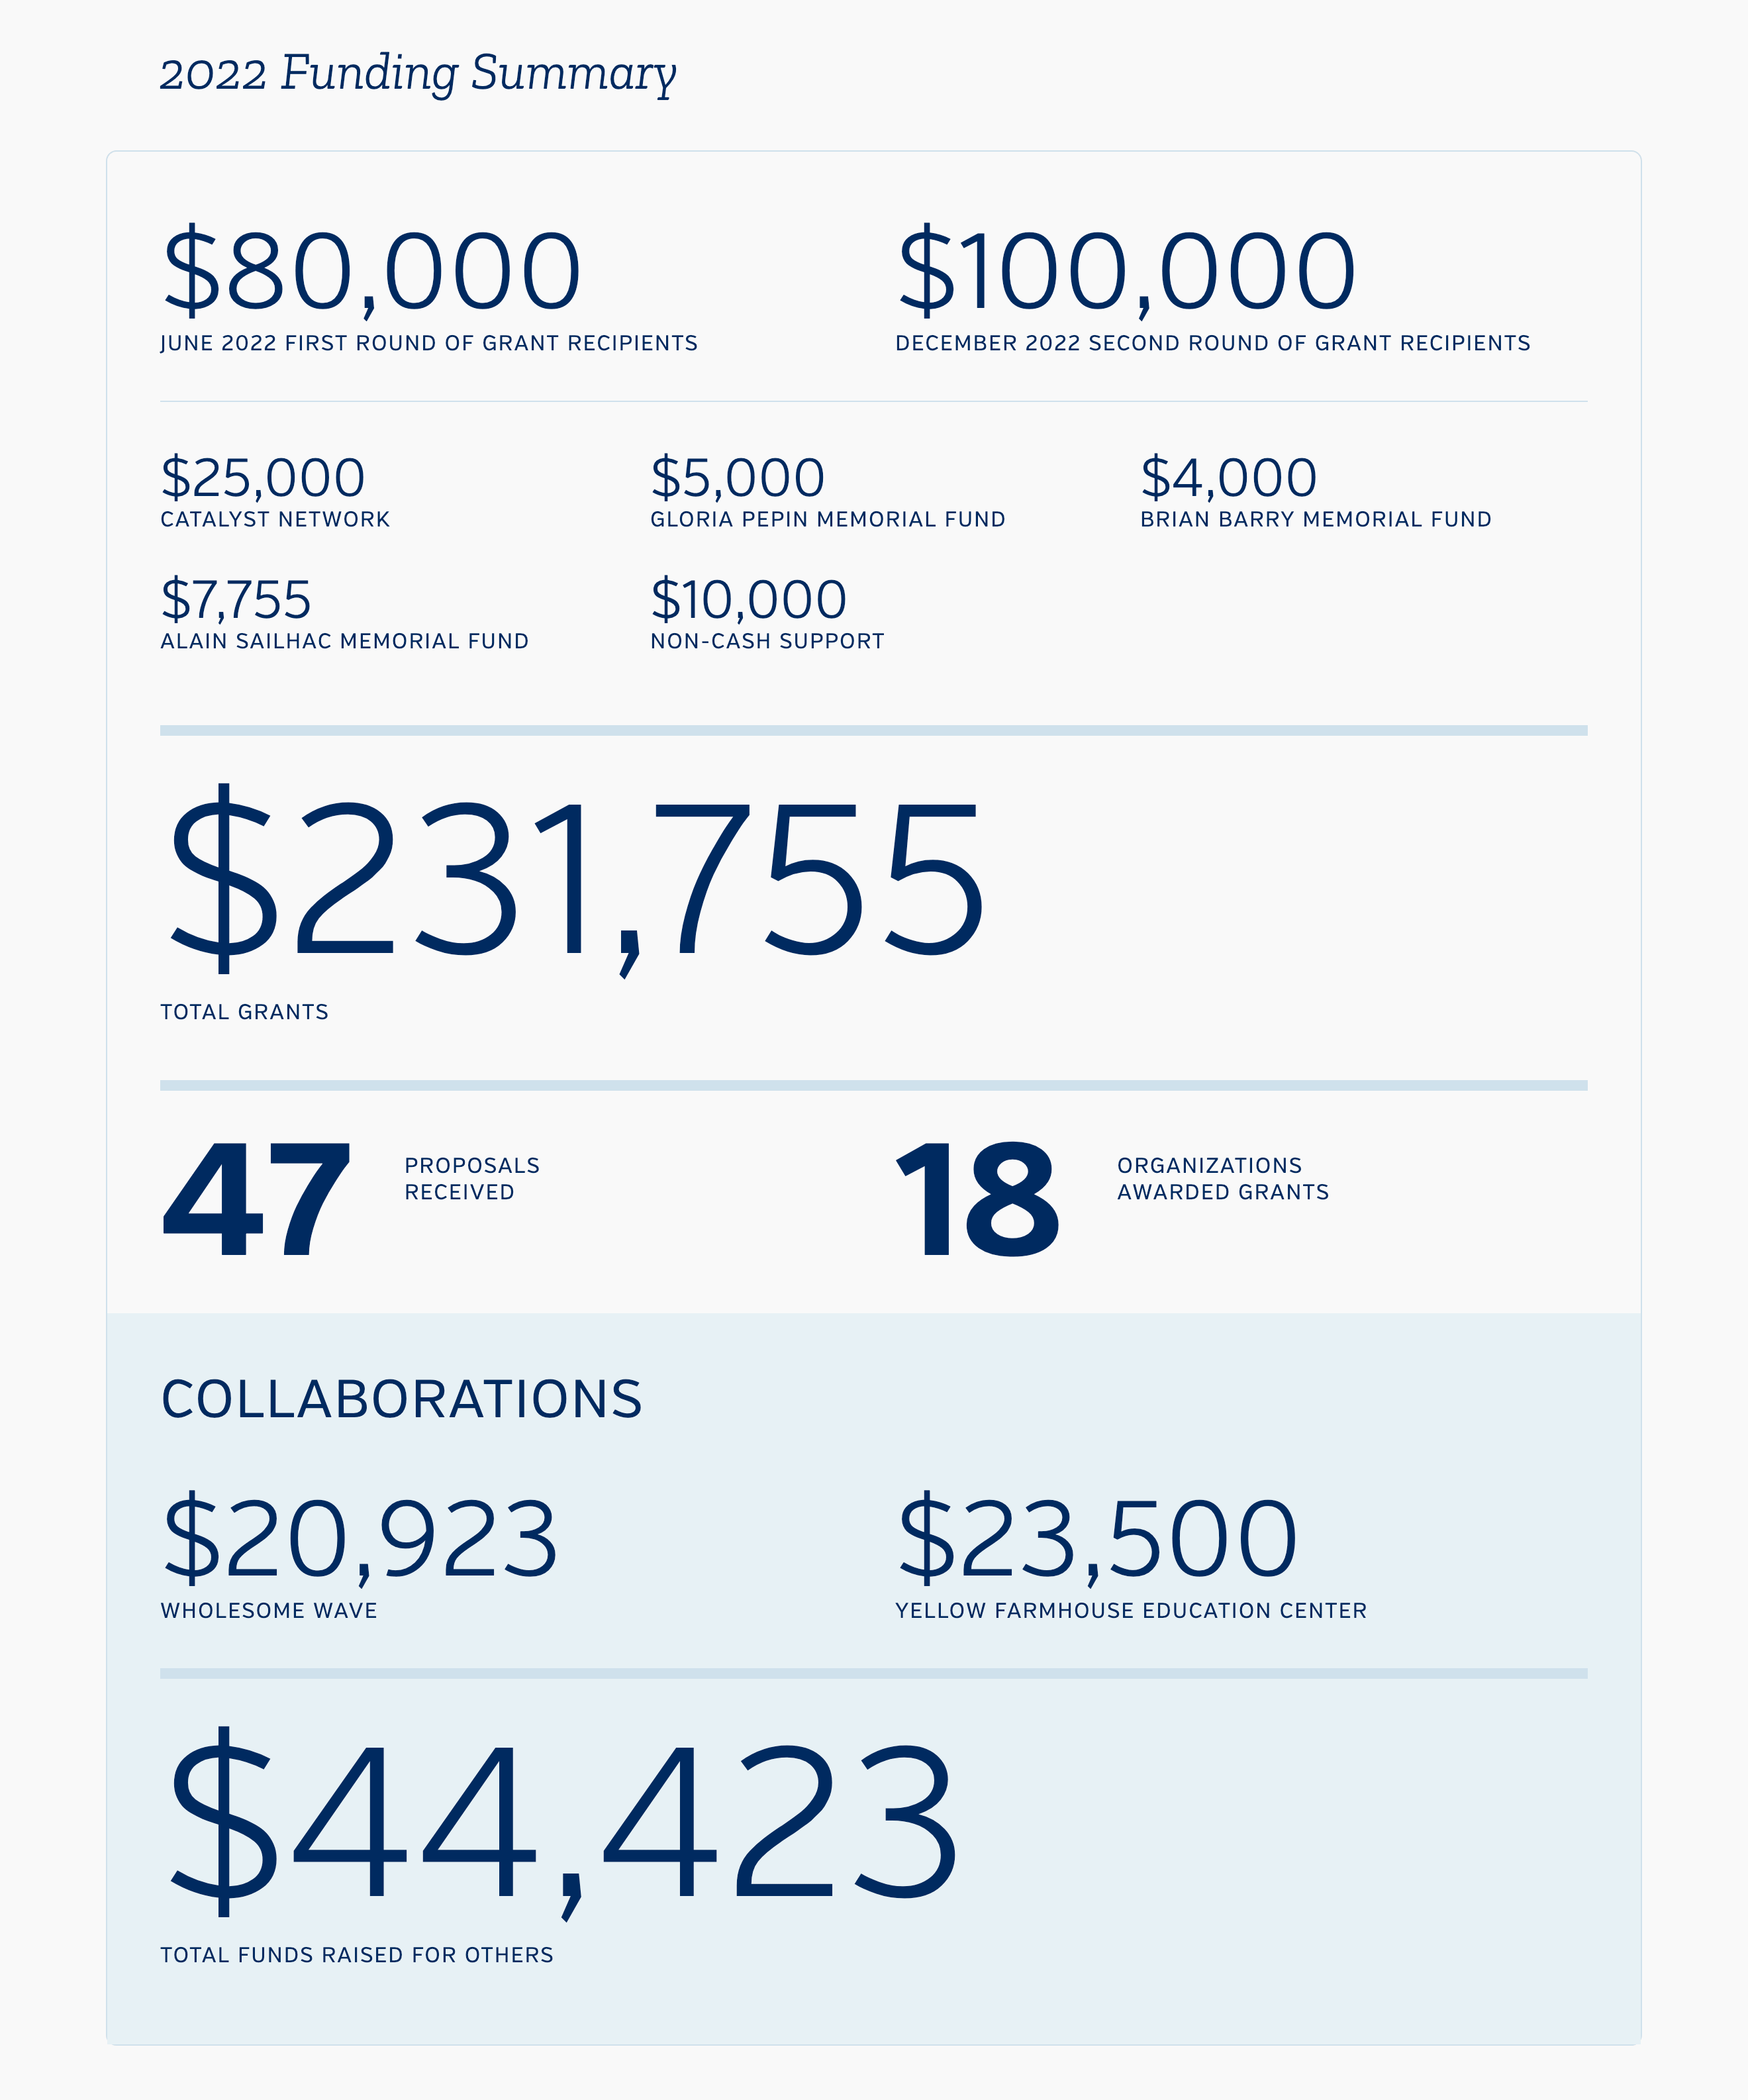 2022 Funding Summary
$80,000
JUNE 2022 FIRST ROUND OF GRANT RECIPIENTS
$100,000
DECEMBER 2022 SECOND ROUND OF GRANT RECIPIENTS
$25,000
CATALYST NETWORK
$5,000
GLORIA PEPIN MEMORIAL FUND
$4,000
BRIAN BARRY MEMORIAL FUND
$7,755
ALAIN SAILHAC MEMORIAL FUND
$10,000
NON-CASH SUPPORT
$231,755
TOTAL GRANTS
47
PROPOSALS
RECEIVED
18
ORGANIZATIONS
AWARDED GRANTS
COLLABORATIONS
$20,923
WHOLESOME WAVE
$23,500
YELLOW FARMHOUSE EDUCATION CENTER
$44,423
TOTAL FUNDS RAISED FOR OTHERS